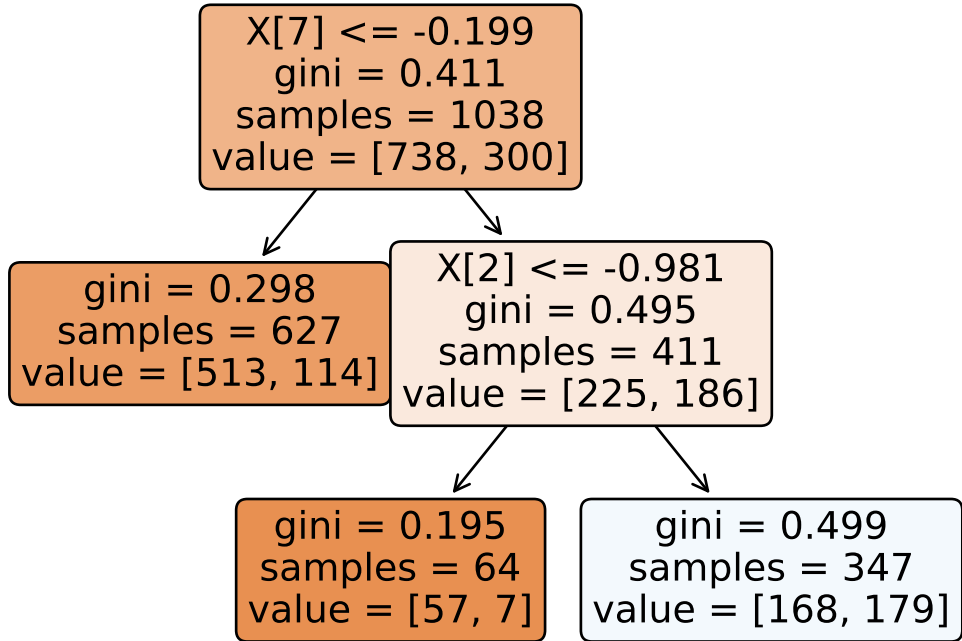 X[7] <= -0.199
gini = 0.411
samples = 1038
value = [738, 300]
gini = 0.298
samples = 627
value = [513, 114]
X[2] <= -0.981
gini = 0.495
samples = 411
value = [225, 186]
gini = 0.195
samples = 64
value = [57, 7]
gini = 0.499
samples = 347
value = [168, 179]